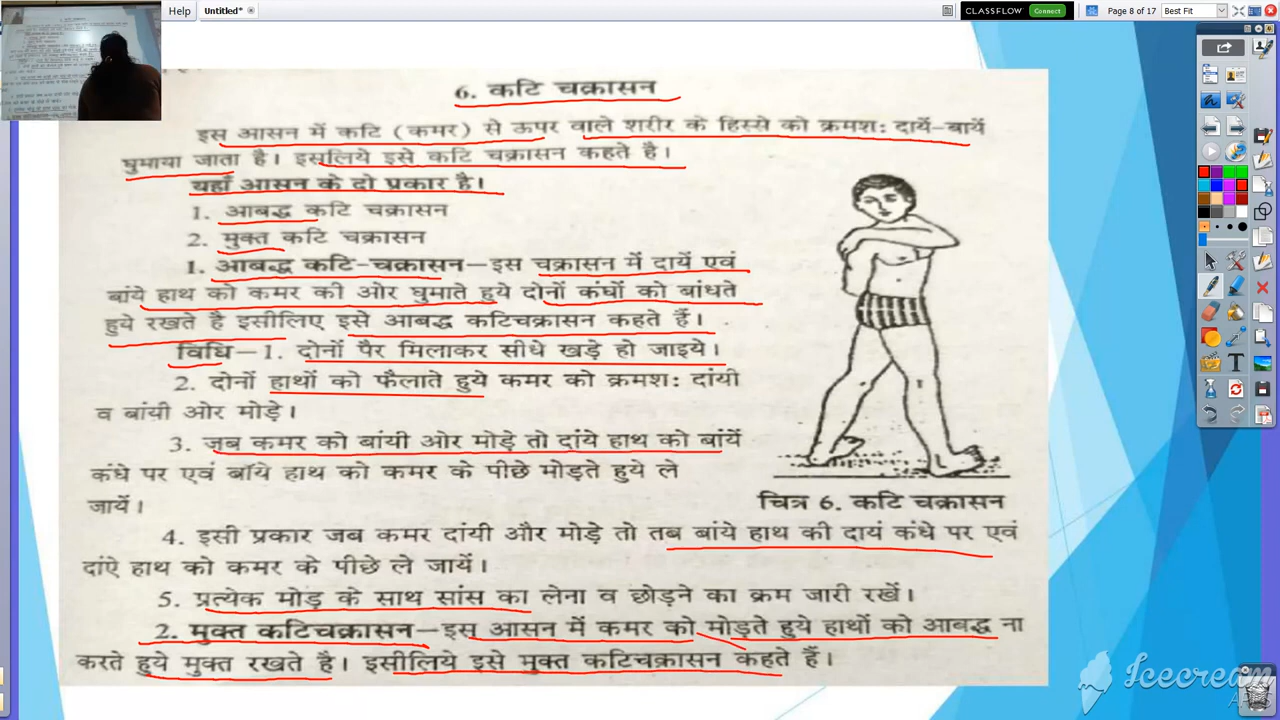 Help
Untitled*
CLASSFLOW
Connect
Page 8 of 17
Best Fit
6. कटि चक्रासन
इस आसन में कटि (कमर) से ऊपर वाले शरीर के हिस्से को क्रमश: दायें-बायें
घुमाया जाता है। इसलिये इसे कटि चक्रासन कहते है।
यहाँ आसन के दो प्रकार है।
1. आबद्ध कटि चक्रासन
2. मुक्त कटि चक्रासन
1. आबद्ध कटि-चक्रासन–इस चक्रासन में दायें एवं
बांये हाथ को कमर की ओर घुमाते हुये दोनों कंघों को बांधते
हुये रखते है इसीलिए इसे आबद्ध कटिचक्रासन कहते हैं।
विधि–1. दोनों पैर मिलाकर सीधे खड़े हो जाइये।
2. दोनों हाथों को फैलाते हुये कमर को क्रमश: दांयी
व बांयी ओर मोड़े।
3. जब कमर को बांयी ओर मोड़े तो दांये हाथ को बांयें
कंधे पर एवं बॉये हाथ को कमर के पीछे मोड़ते हुये ले
जायें।
चित्र 6. कटि चक्रासन
4. इसी प्रकार जब कमर दांयी और मोड़े तो तब बांये हाथ की दायं कंधे पर एवं
दांऐ हाथ को कमर के पीछे ले जायें।
5. प्रत्येक मोड़ के साथ सांस का लेना व छोड़ने का क्रम जारी रखें।
2. मुक्त कटिचक्रासन–इस आसन में कमर को मोड़ते हुये हाथों को आबद्ध ना
करते हुये मुक्त रखते है। इसीलिये इसे मुक्त कटिचक्रासन कहते हैं।
Icecream
APPS